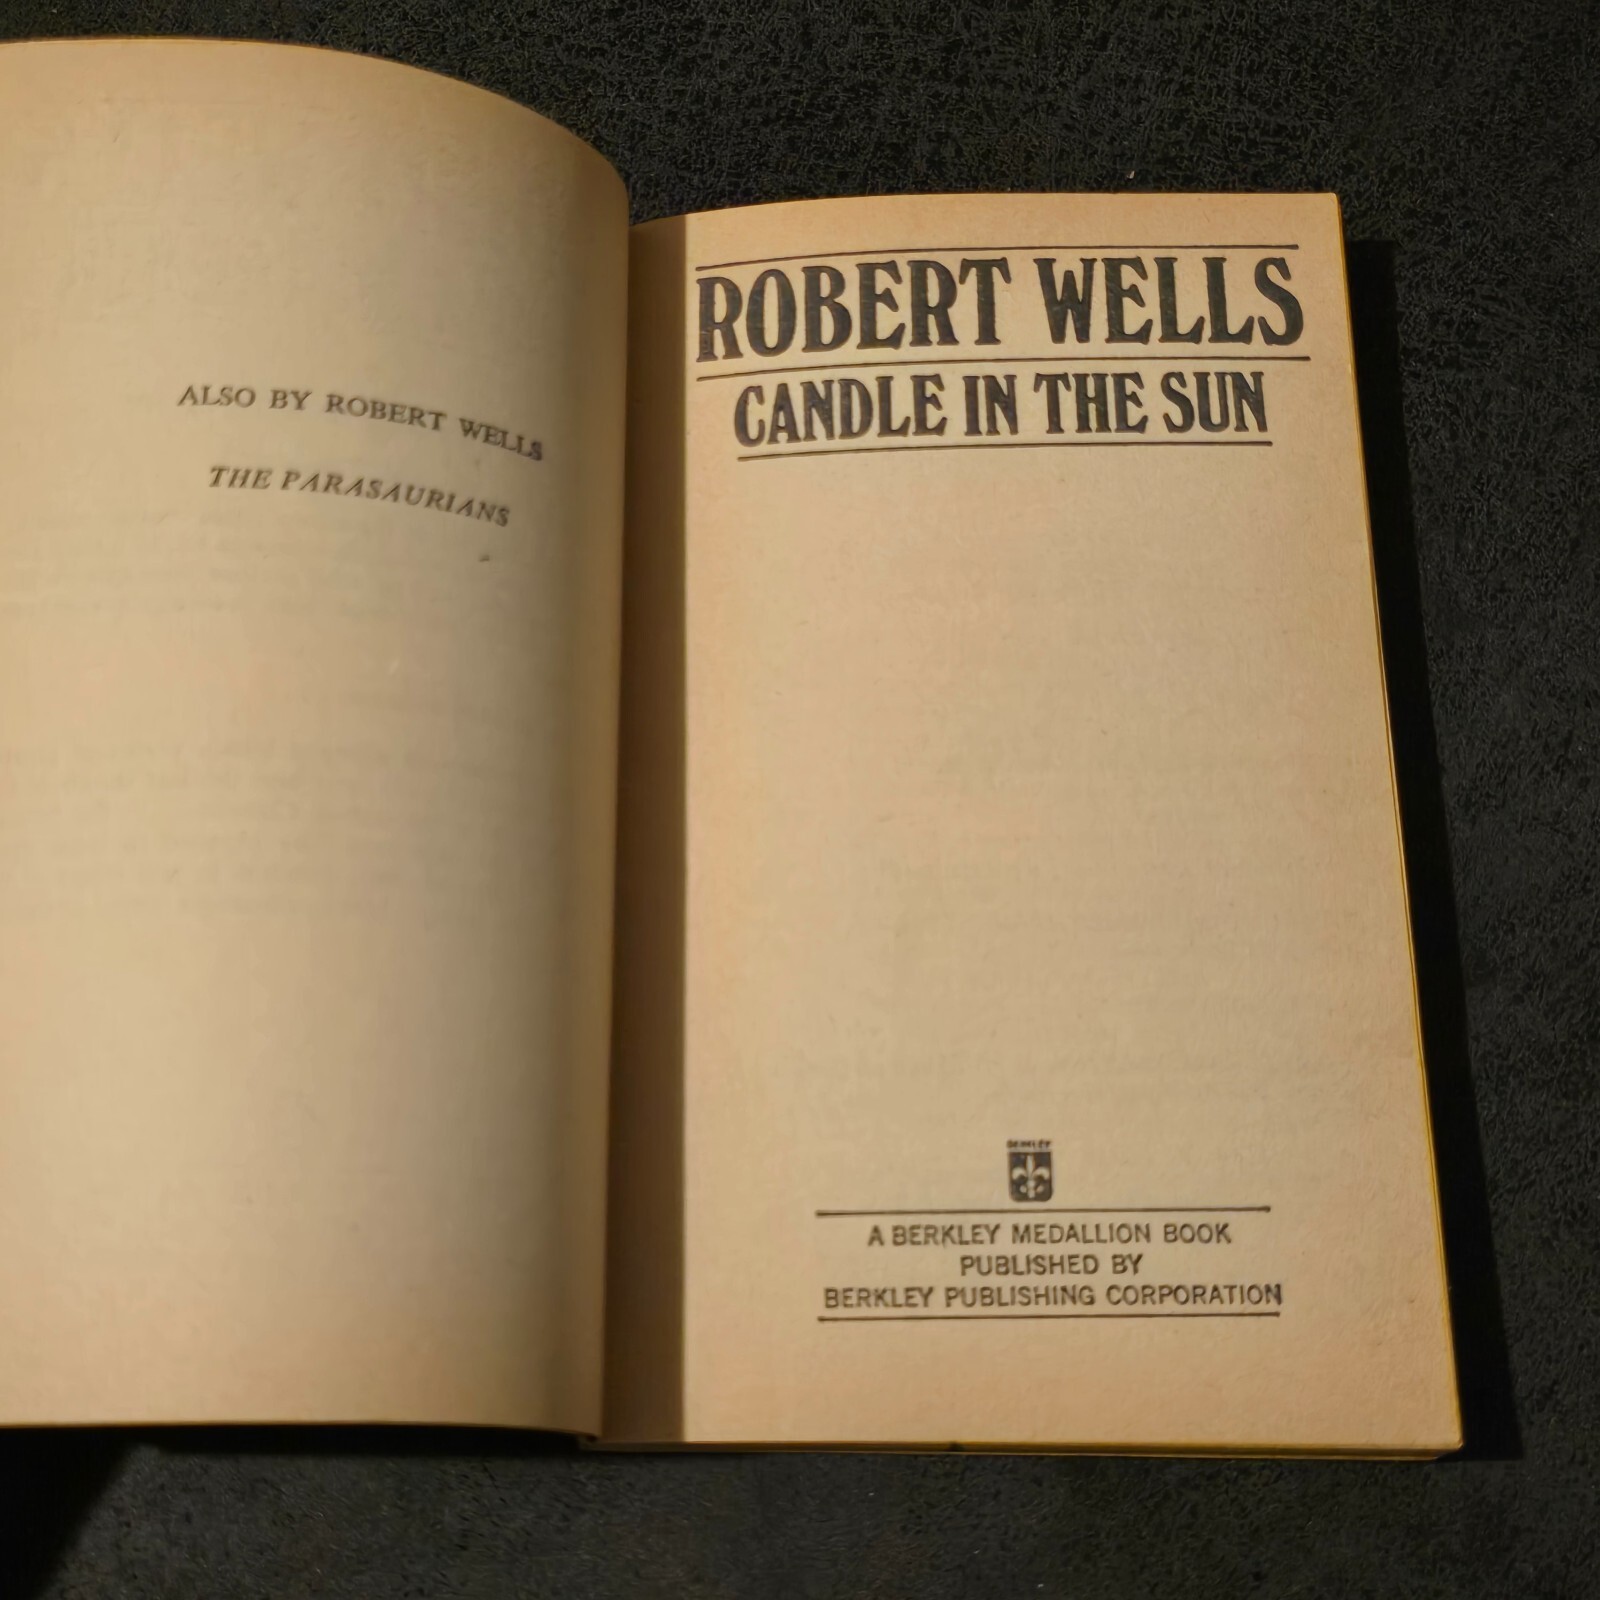 ALSO BY ROBERT WELLS
THE PARASAURIANS
ROBERT WELLS
CANDLE IN THE SUN
BERKLEY
A BERKLEY MEDALLION BOOK
PUBLISHED BY
BERKLEY PUBLISHING CORPORATION